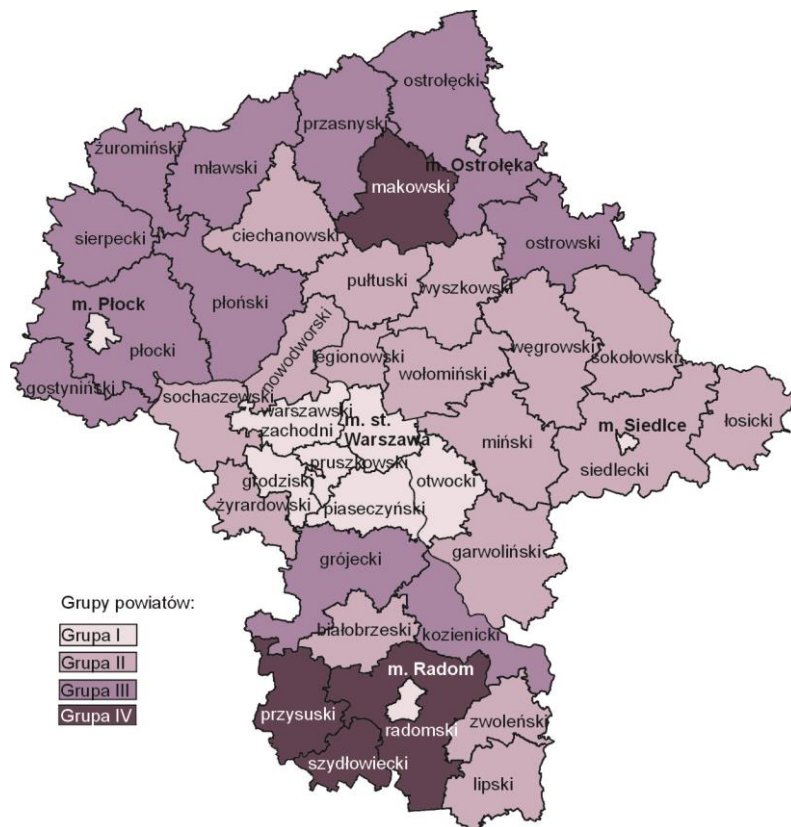 ostrołęcki
przasnyski
żuromiński
mławski
m. Ostrołęka
makowski
sierpecki
ciechanowski
ostrowski
pułtuski
wyszkowski
m. Płock
płoński
płocki
nowodworski
legionowski
wołomiński
węgrowski
sokołowski
gostyniński
sochaczewski
warszawski
zachodni
m. st.
Warszawa
miński
m. Siedlce
łosicki
siedlecki
pruszkowski
grodziski
otwocki
żyrardowski
piaseczyński
grójecki
garwoliński
Grupy powiatów:
Grupa I
Grupa II
Grupa III
Grupa IV
białobrzeski
kozienicki
m. Radom
przysuski
radomski
zwoleński
szydłowiecki
lipski